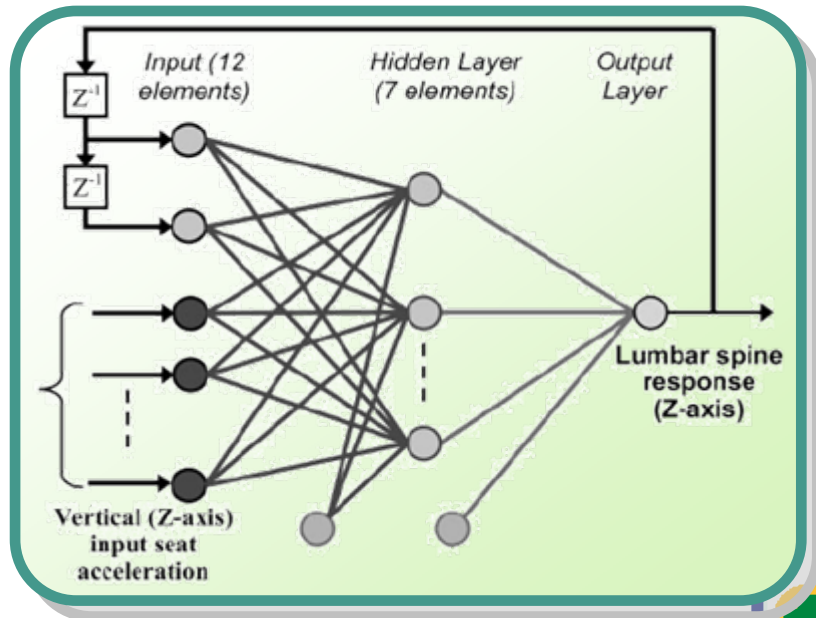 Input (12
elements)
Hidden Layer
(7 elements)
Output
Layer
Z⁻¹
Z⁻¹
Lumbar spine
response
(Z-axis)
Vertical (Z-axis)
input seat
acceleration